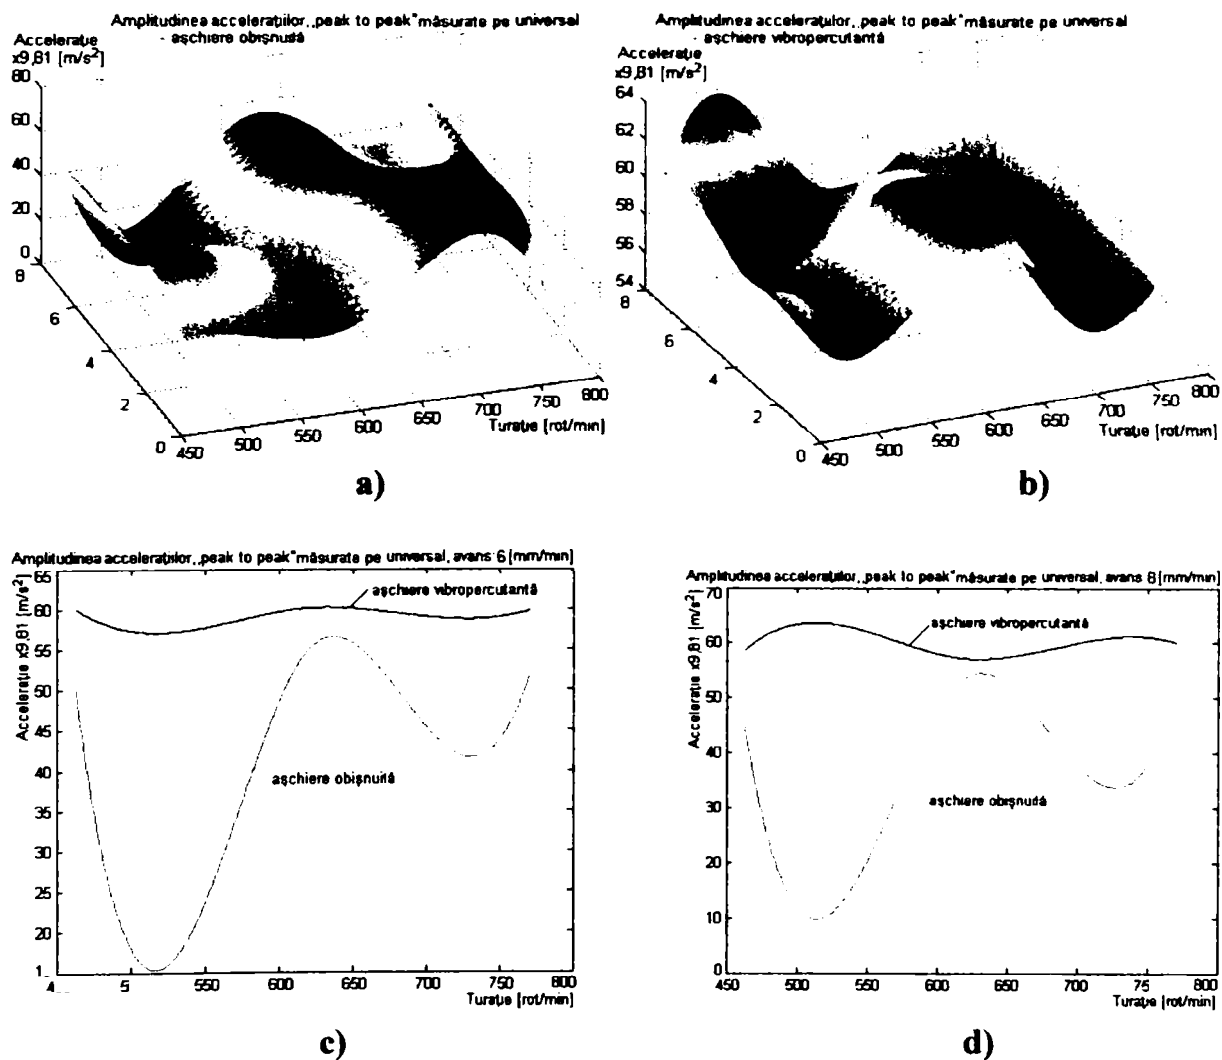 Amplitudinea accelerațiilor „peak to peak" măsurate pe universal
- așchiere obișnuită
Accelerație
x9,81 [m/s2]
80
60
40
20
0
8
6
4
2
0
450
500
550
600
650
700
750
800
Turație [rot/min]
a)
Amplitudinea accelerațiilor „peak to peak" măsurate pe universal
- așchiere vibropercutantă
Accelerație
x9,81 [m/s2]
64
62
60
58
56
54
8
6
4
2
0
450
500
550
600
650
700
750
800
Turație [rot/min]
b)
Amplitudinea accelerațiilor „peak to peak" măsurate pe universal, avans 6 [mm/min]
Accelerație x9,81 [m/s2]
65
60
55
50
45
40
35
30
25
20
așchiere vibropercutantă
așchiere obișnuită
550
600
650
700
750
800
Turație [rot/min]
c)
Amplitudinea accelerațiilor „peak to peak" măsurate pe universal, avans 8 [mm/min]
Accelerație x9,81 [m/s2]
70
60
50
40
30
20
10
0
așchiere vibropercutantă
așchiere obișnuită
450
500
550
600
650
700
75
800
Turație [rot/min]
d)